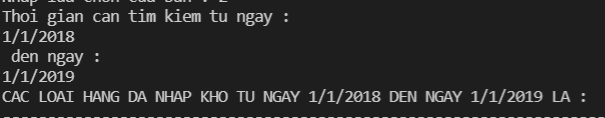 Nhap lua chon cua ban : 2
Thoi gian can tim kiem tu ngay :
1/1/2018
den ngay :
1/1/2019
CAC LOAI HANG DA NHAP KHO TU NGAY 1/1/2018 DEN NGAY 1/1/2019 LA :
--------------------------------------------------------------------------